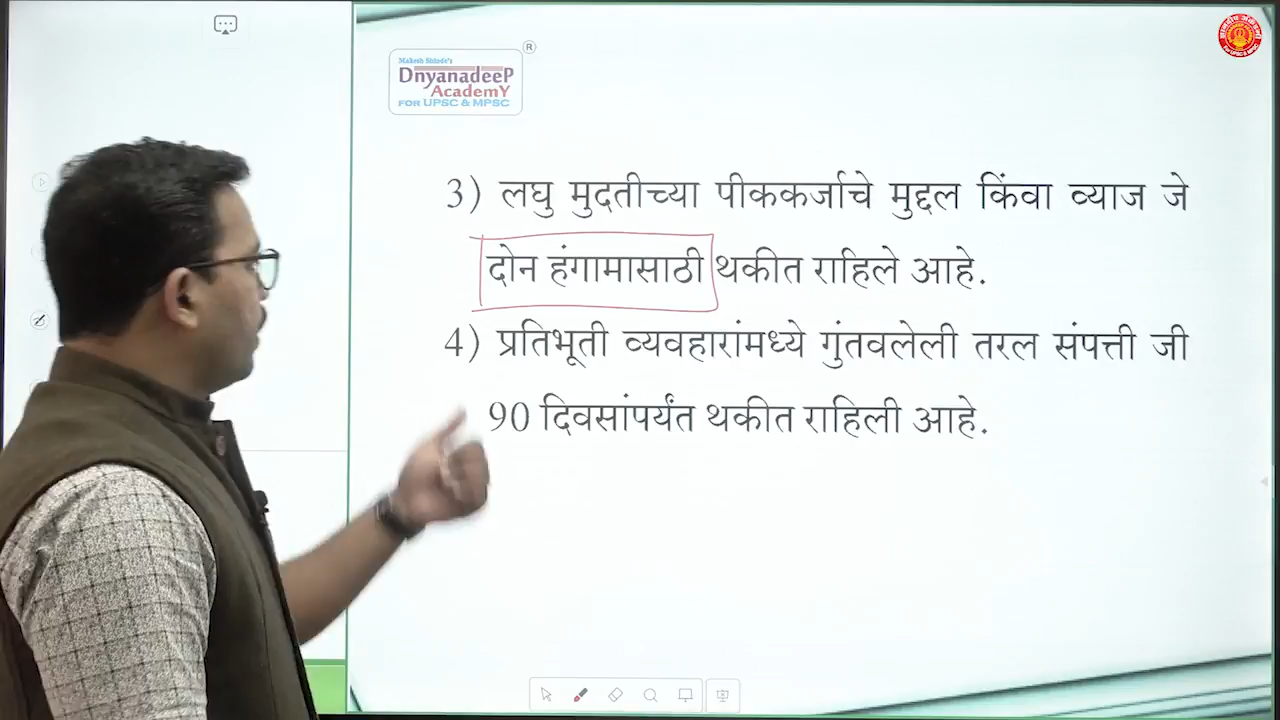 Mahesh Shinde's
DnyanadeeP
AcademY
FOR UPSC & MPSC
R
3) लघु मुदतीच्या पीककर्जाचे मुद्दल किंवा व्याज जे
दोन हंगामासाठी थकीत राहिले आहे.
4) प्रतिभूती व्यवहारांमध्ये गुंतवलेली तरल संपत्ती जी
90 दिवसांपर्यंत थकीत राहिली आहे.